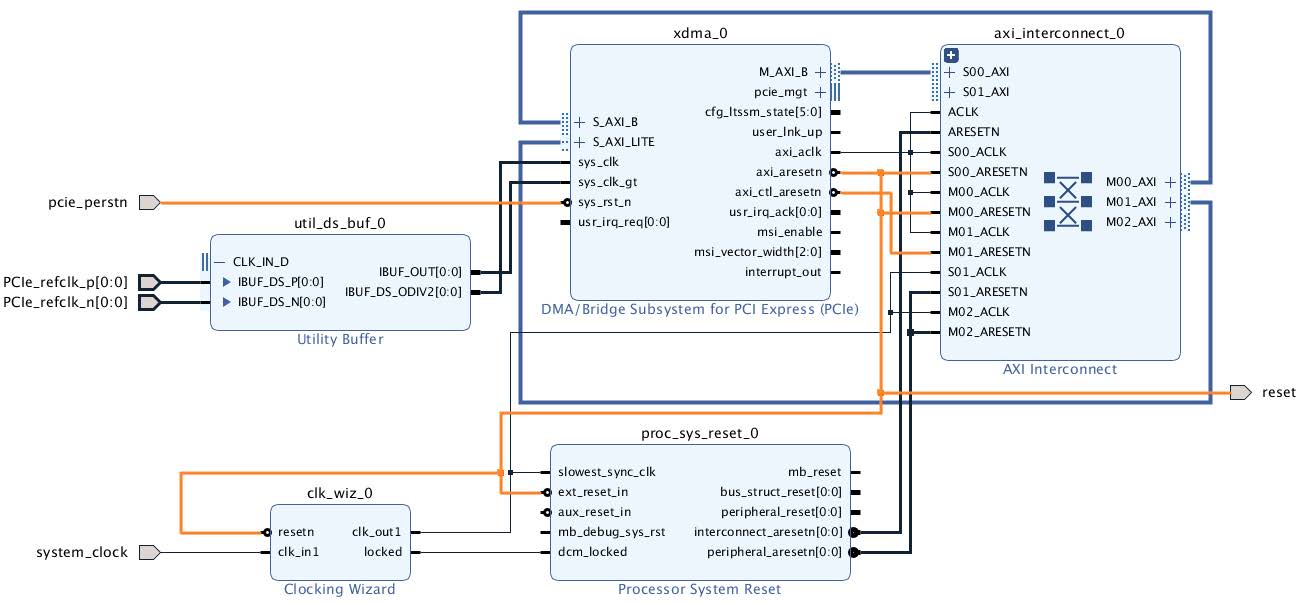 xdma_0
M_AXI_B
pcie_mgt
cfg_ltssm_state[5:0]
S_AXI_B
user_lnk_up
S_AXI_LITE
axi_aclk
sys_clk
axi_aresetn
sys_clk_gt
axi_ctl_aresetn
sys_rst_n
usr_irq_ack[0:0]
usr_irq_req[0:0]
msi_enable
msi_vector_width[2:0]
interrupt_out
DMA/Bridge Subsystem for PCI Express (PCIe)
axi_interconnect_0
S00_AXI
S01_AXI
ACLK
ARESETN
S00_ACLK
S00_ARESETN
M00_ACLK
M00_ARESETN
M01_ACLK
M01_ARESETN
S01_ACLK
S01_ARESETN
M02_ACLK
M02_ARESETN
M00_AXI
M01_AXI
M02_AXI
AXI Interconnect
pcie_perstn
util_ds_buf_0
CLK_IN_D
IBUF_OUT[0:0]
PCIe_refclk_p[0:0]
IBUF_DS_P[0:0]
IBUF_DS_ODIV2[0:0]
PCIe_refclk_n[0:0]
IBUF_DS_N[0:0]
Utility Buffer
reset
proc_sys_reset_0
slowest_sync_clk
mb_reset
ext_reset_in
bus_struct_reset[0:0]
aux_reset_in
peripheral_reset[0:0]
mb_debug_sys_rst
interconnect_aresetn[0:0]
dcm_locked
peripheral_aresetn[0:0]
Processor System Reset
clk_wiz_0
resetn
clk_out1
system_clock
clk_in1
locked
Clocking Wizard